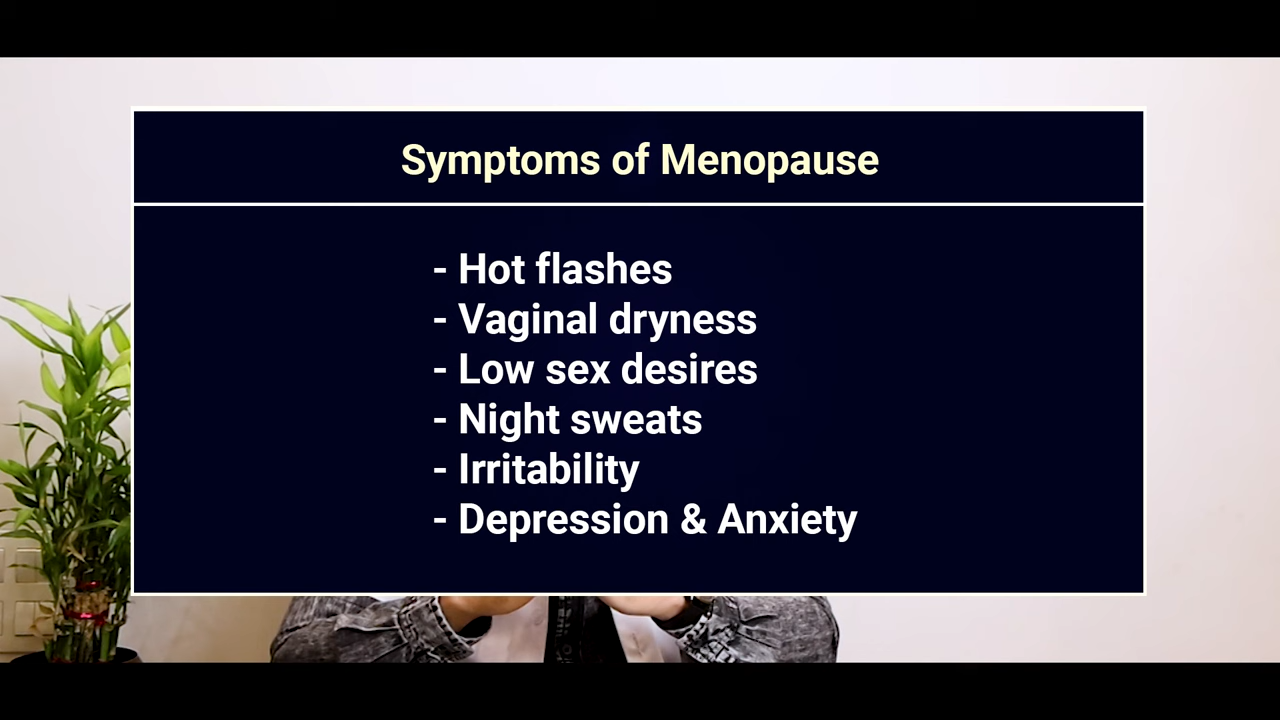 Symptoms of Menopause
- Hot flashes
- Vaginal dryness
- Low sex desires
- Night sweats
- Irritability
- Depression & Anxiety